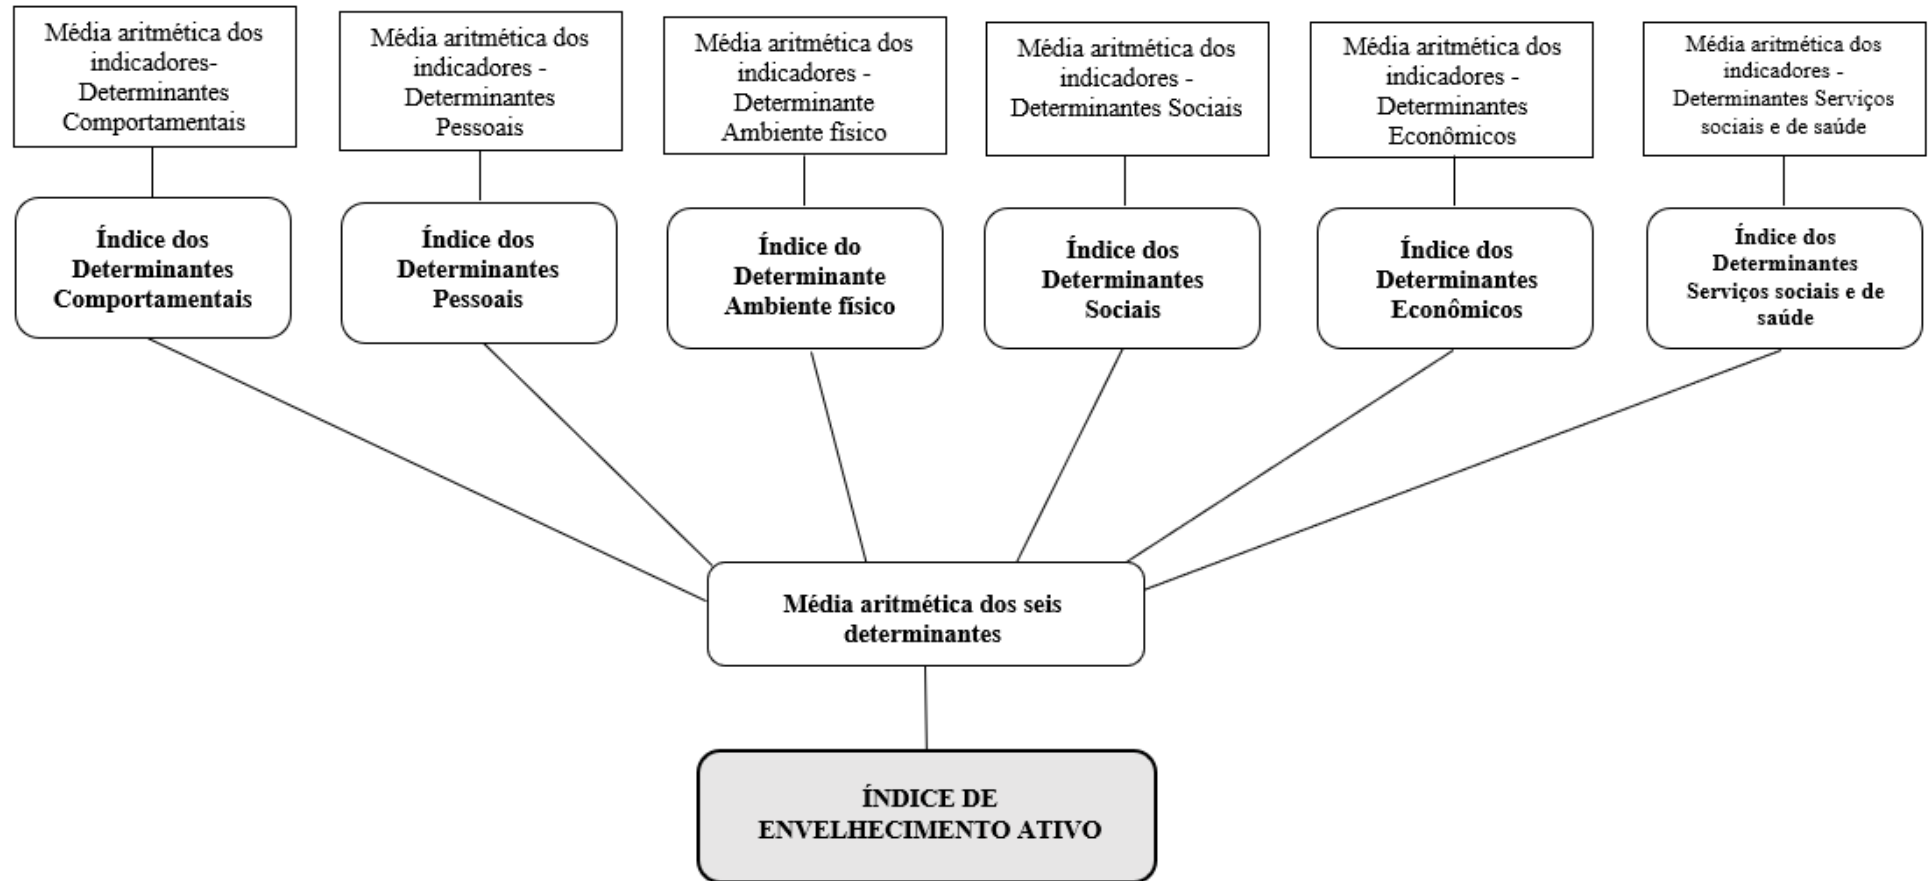 Média aritmética dos
indicadores-
Determinantes
Comportamentais
Média aritmética dos
indicadores -
Determinantes
Pessoais
Média aritmética dos
indicadores -
Determinante
Ambiente físico
Média aritmética dos
indicadores -
Determinantes Sociais
Média aritmética dos
indicadores -
Determinantes
Econômicos
Média aritmética dos
indicadores -
Determinantes Serviços
sociais e de saúde
Índice dos
Determinantes
Comportamentais
Índice dos
Determinantes
Pessoais
Índice do
Determinante
Ambiente físico
Índice dos
Determinantes
Sociais
Índice dos
Determinantes
Econômicos
Índice dos
Determinantes
Serviços sociais e de
saúde
Média aritmética dos seis
determinantes
ÍNDICE DE
ENVELHECIMENTO ATIVO